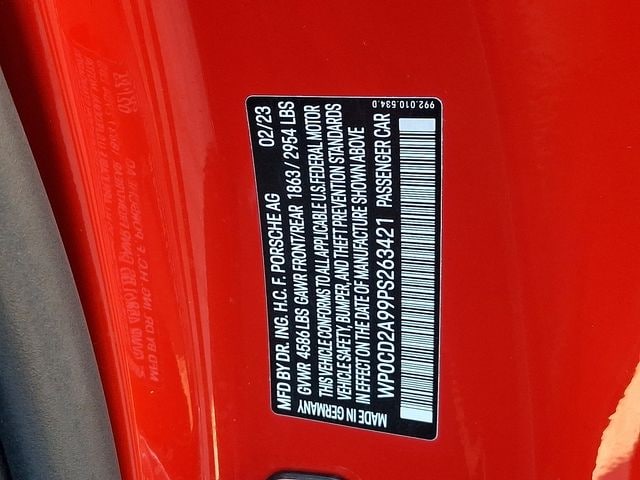 MFD BY DR. ING. H.C. F. PORSCHE AG 02/23
GVWR 4586 LBS GAWR FRONT/REAR 1863 / 2954 LBS
THIS VEHICLE CONFORMS TO ALL APPLICABLE U.S. FEDERAL MOTOR
VEHICLE SAFETY, BUMPER, AND THEFT PREVENTION STANDARDS
IN EFFECT ON THE DATE OF MANUFACTURE SHOWN ABOVE
WP0CD2A99PS263421 PASSENGER CAR
MADE IN GERMANY
992.010.534.D